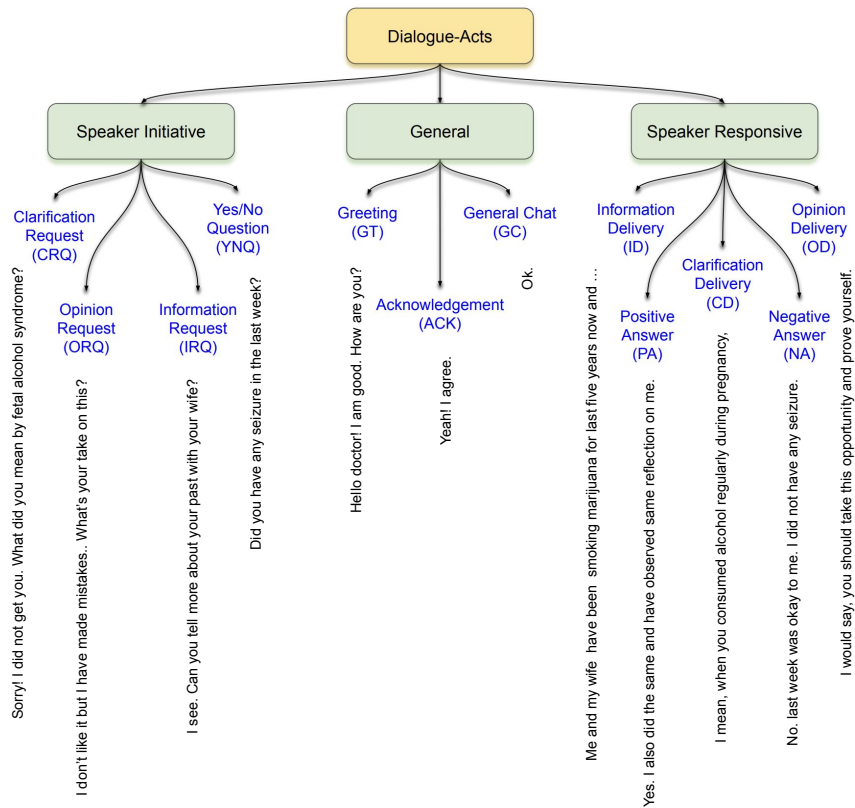 Dialogue-Acts
Speaker Initiative
General
Speaker Responsive
Clarification
Request
(CRQ)
Yes/No
Question
(YNQ)
Opinion
Request
(ORQ)
Information
Request
(IRQ)
Greeting
(GT)
General Chat
(GC)
Acknowledgement
(ACK)
Information
Delivery
(ID)
Opinion
Delivery
(OD)
Clarification
Delivery
(CD)
Positive
Answer
(PA)
Negative
Answer
(NA)
Sorry! I did not get you. What did you mean by fetal alcohol syndrome?
I don't like it but I have made mistakes.. What's your take on this?
I see. Can you tell more about your past with your wife?
Did you have any seizure in the last week?
Hello doctor! I am good. How are you?
Yeah! I agree.
Ok.
Me and my wife have been smoking marijuana for last five years now and ...
Yes. I also did the same and have observed same reflection on me.
I mean, when you consumed alcohol regularly during pregnancy,
No. last week was okay to me. I did not have any seizure.
I would say, you should take this opportunity and prove yourself.